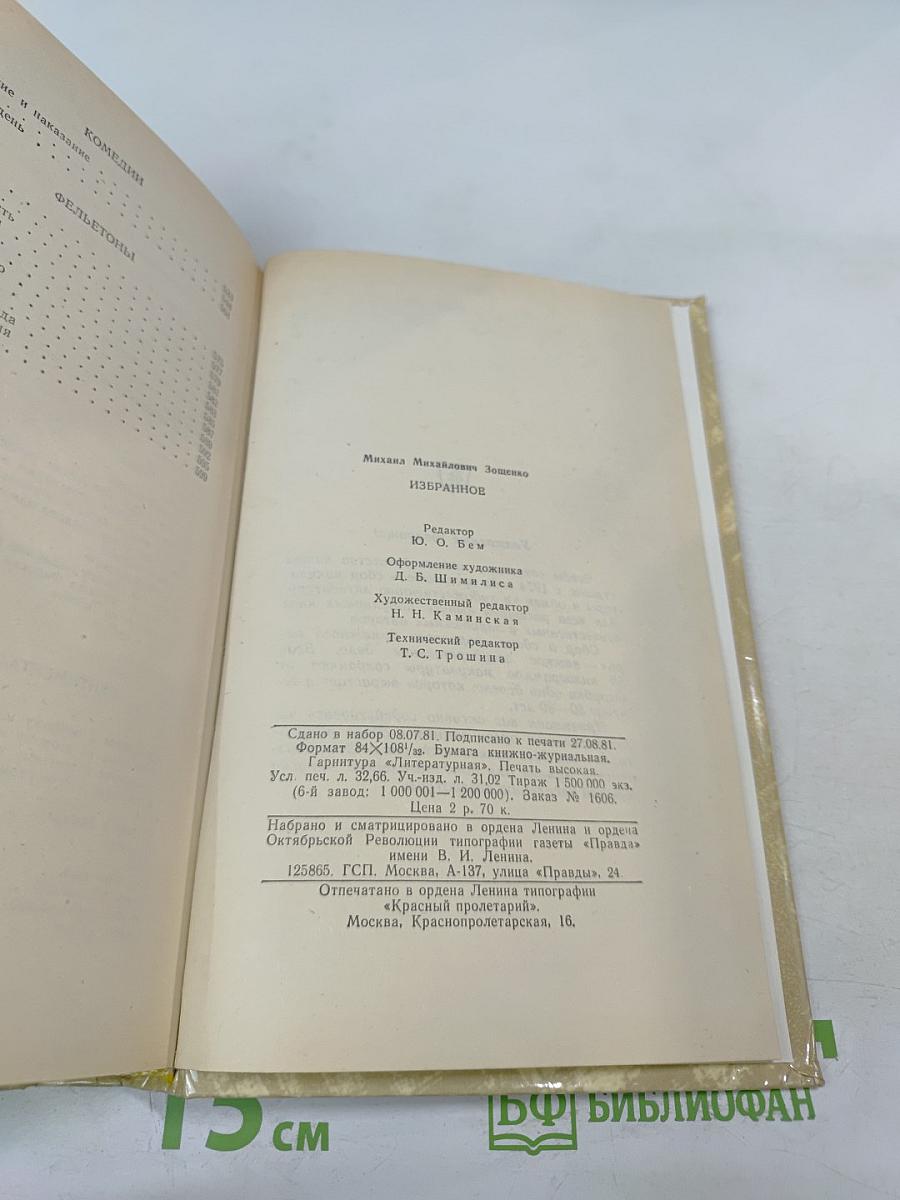 и наказание
день
КОМЕДИИ
ФЕЛЬЕТОНЫ
Михаил Михайлович Зощенко
ИЗБРАННОЕ
Редактор
Ю. О. Бем
Оформление художника
Д. Б. Шимилиса
Художественный редактор
Н. Н. Каминская
Технический редактор
Т. С. Трошина
Сдано в набор 08.07.81. Подписано к печати 27.08.81.
Формат 84×108¹/₃₂. Бумага книжно-журнальная.
Гарнитура «Литературная». Печать высокая.
Усл. печ. л. 32,66. Уч.-изд. л. 31,02 Тираж 1 500 000 экз.
(6-й завод: 1 000 001—1 200 000). Заказ № 1606.
Цена 2 р. 70 к.
Набрано и сматрицировано в ордена Ленина и ордена
Октябрьской Революции типографии газеты «Правда»
имени В. И. Ленина.
125865. ГСП. Москва, А-137, улица «Правды», 24.
Отпечатано в ордена Ленина типографии
«Красный пролетарий».
Москва, Краснопролетарская, 16.
15 см
БФ БИБЛИОФАН